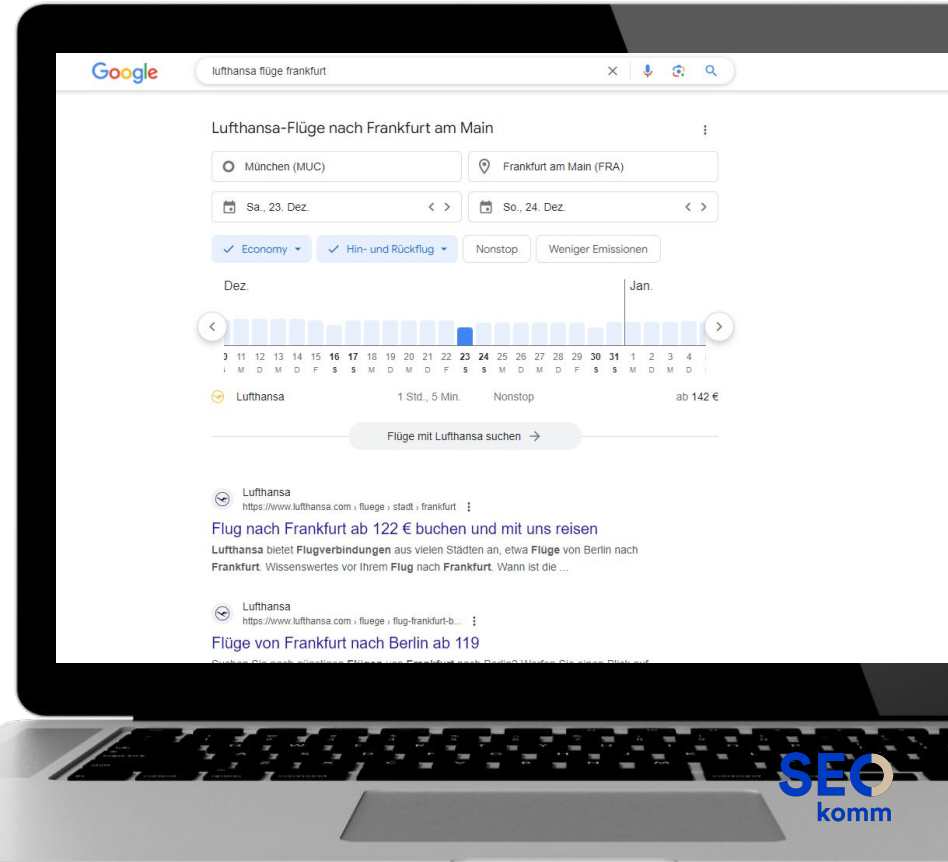 Google
lufthansa flüge frankfurt
Lufthansa-Flüge nach Frankfurt am Main
München (MUC)
Frankfurt am Main (FRA)
Sa., 23. Dez.
So., 24. Dez.
Economy
Hin- und Rückflug
Nonstop
Weniger Emissionen
Dez.
Jan.
11 12 13 14 15 16 17 18 19 20 21 22 23 24 25 26 27 28 29 30 31 1 2 3 4
M D M D F S S M D M D F S S M D M D F S S M D M D
Lufthansa 1 Std., 5 Min. Nonstop ab 142 €
Flüge mit Lufthansa suchen
Lufthansa
https://www.lufthansa.com › fluege › stadt › frankfurt
Flug nach Frankfurt ab 122 € buchen und mit uns reisen
Lufthansa bietet Flugverbindungen aus vielen Städten an, etwa Flüge von Berlin nach
Frankfurt. Wissenswertes vor Ihrem Flug nach Frankfurt. Wann ist die ...
Lufthansa
https://www.lufthansa.com › fluege › flug-frankfurt-b...
Flüge von Frankfurt nach Berlin ab 119
SEO
komm